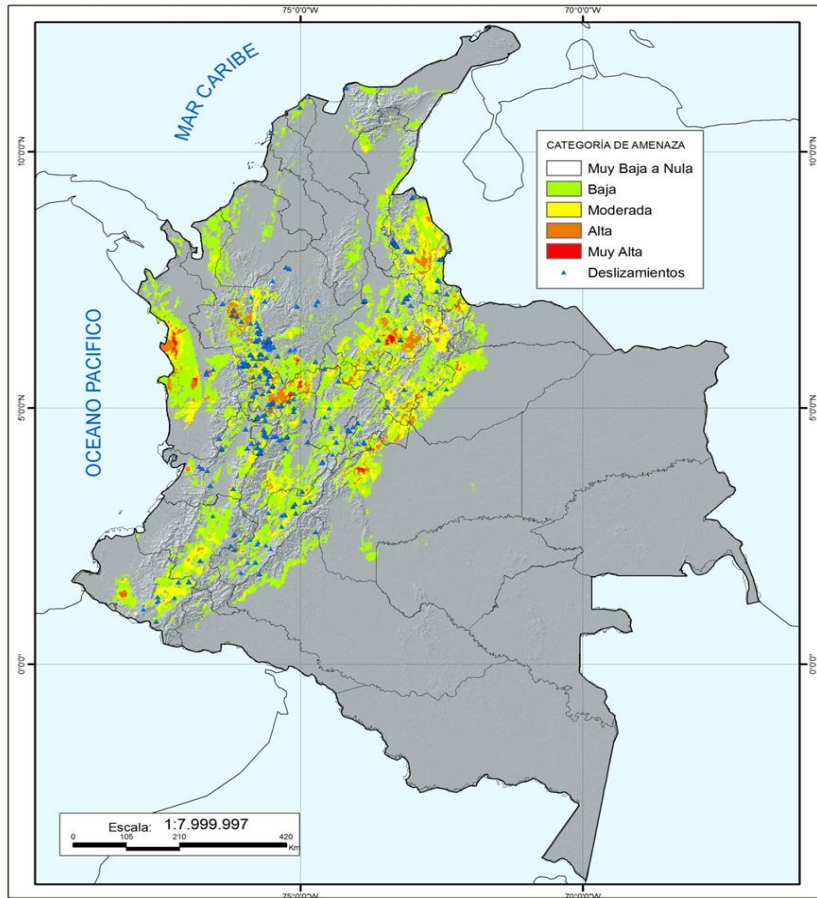 75°0'0"W
70°0'0"W
MAR CARIBE
10°0'0"N
10°0'0"N
CATEGORÍA DE AMENAZA
Muy Baja a Nula
Baja
Moderada
Alta
Muy Alta
Deslizamientos
OCEANO PACIFICO
5°0'0"N
5°0'0"N
0°0'0"
0°0'0"
Escala: 1:7.999.997
0 105 210 420
Km
75°0'0"W
70°0'0"W